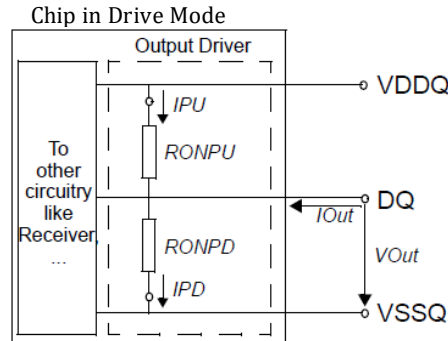 Chip in Drive Mode
Output Driver
VDDQ
IPU
To
other
circuitry
like
Receiver,
...
RONPU
DQ
IOut
RONPD
VOut
IPD
VSSQ